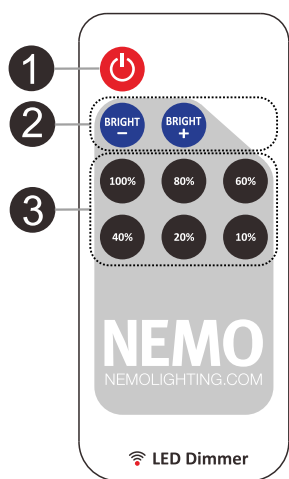 1
2
BRIGHT
−
BRIGHT
+
3
100% 80% 60%
40% 20% 10%
NEMO
NEMOLIGHTING.COM
LED Dimmer